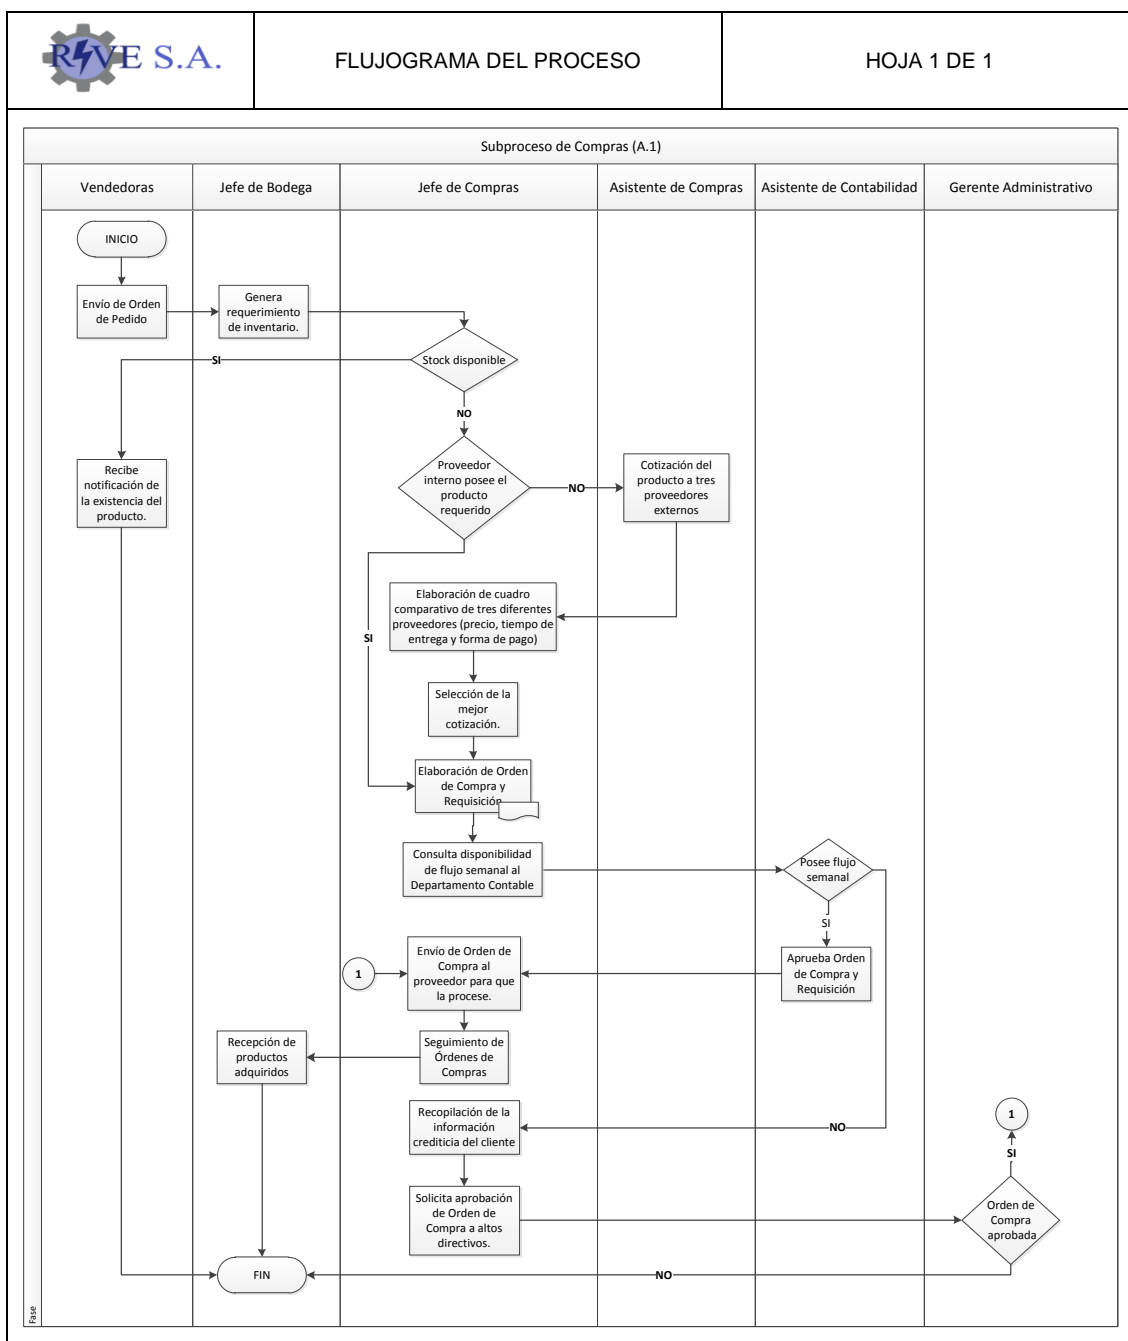 RIVE S.A.
FLUJOGRAMA DEL PROCESO
HOJA 1 DE 1
Subproceso de Compras (A.1)
Vendedoras
Jefe de Bodega
Jefe de Compras
Asistente de Compras
Asistente de Contabilidad
Gerente Administrativo
INICIO
Envío de Orden
de Pedido
Genera
requerimiento
de inventario.
Stock disponible
SI
NO
Recibe
notificación de
la existencia del
producto.
Proveedor
interno posee el
producto
requerido
NO
Cotización del
producto a tres
proveedores
externos
SI
Elaboración de cuadro
comparativo de tres diferentes
proveedores (precio, tiempo de
entrega y forma de pago)
Selección de la
mejor
cotización.
Elaboración de Orden
de Compra y
Requisición
Consulta disponibilidad
de flujo semanal al
Departamento Contable
Posee flujo
semanal
SI
Aprueba Orden
de Compra y
Requisición
1
Envío de Orden de
Compra al
proveedor para que
la procese.
Seguimiento de
Órdenes de
Compras
Recepción de
productos
adquiridos
Recopilación de la
información
crediticia del cliente
NO
1
SI
Solicita aprobación
de Orden de
Compra a altos
directivos.
Orden de
Compra
aprobada
NO
FIN
Fase